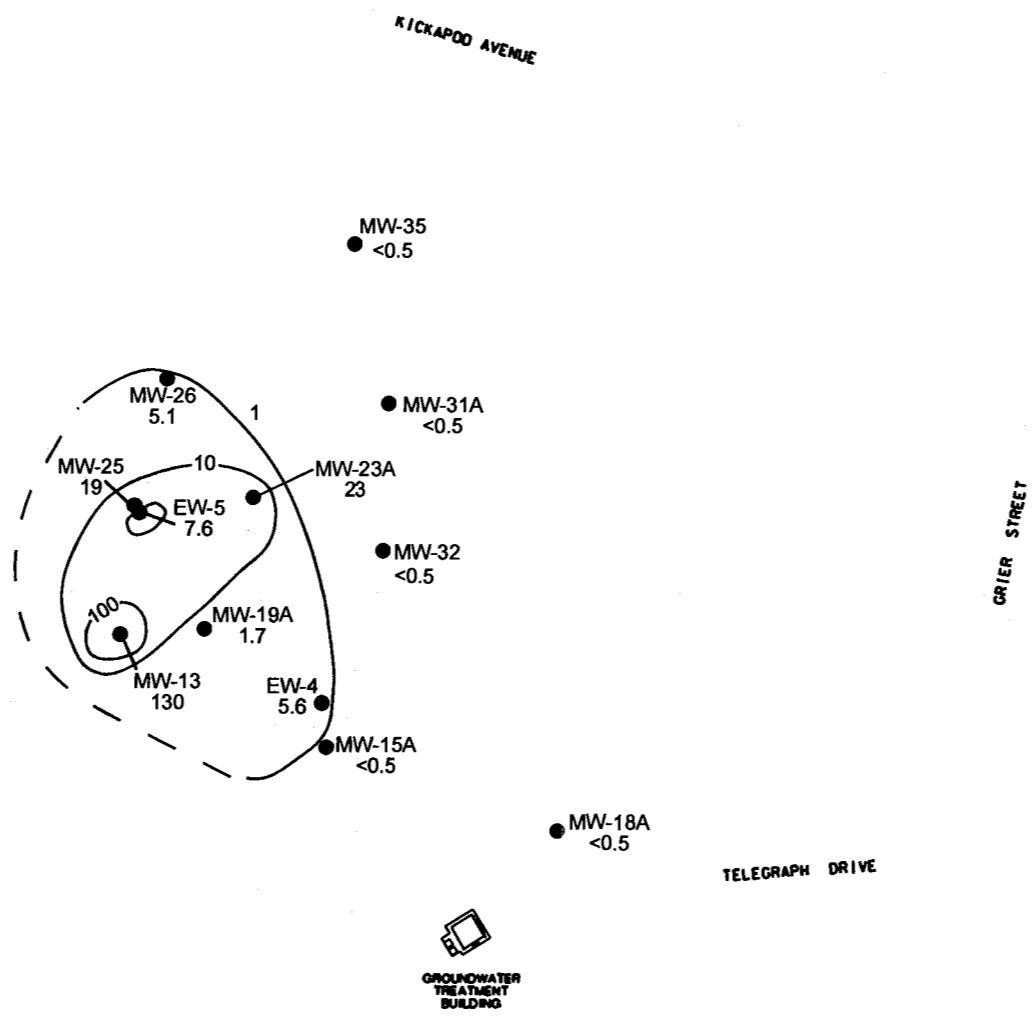 KICKAPOO AVENUE
MW-35
<0.5
MW-26
5.1
1
MW-31A
<0.5
MW-25
19
10
MW-23A
23
EW-5
7.6
MW-32
<0.5
GRIER STREET
100
MW-19A
1.7
MW-13
130
EW-4
5.6
MW-15A
<0.5
MW-18A
<0.5
TELEGRAPH DRIVE
GROUNDWATER
TREATMENT
BUILDING